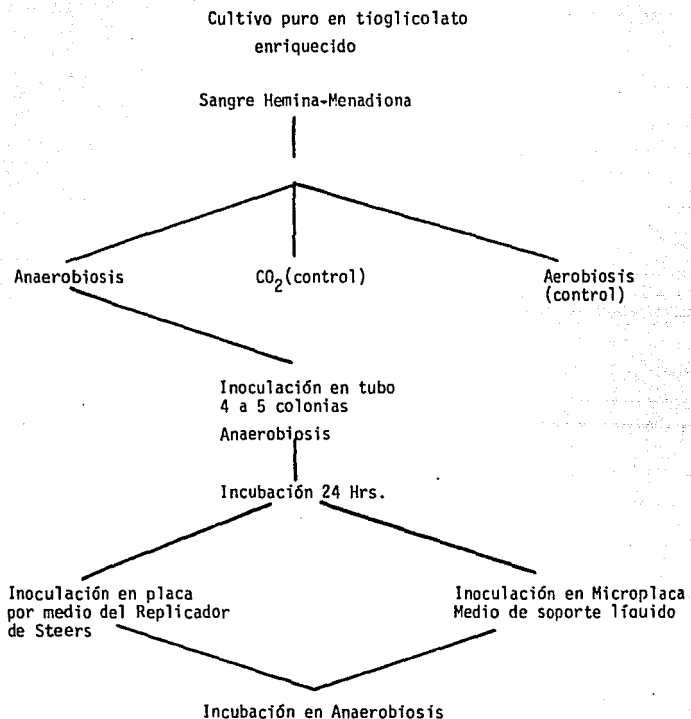 Cultivo puro en tioglicolato
enriquecido
Sangre Hemina-Menadiona
Anaerobiosis
CO2(control)
Aerobiosis
(control)
Inoculación en tubo
4 a 5 colonias
Anaerobiosis
Incubación 24 Hrs.
Inoculación en placa
por medio del Replicador
de Steers
Inoculación en Microplaca
Medio de soporte líquido
Incubación en Anaerobiosis